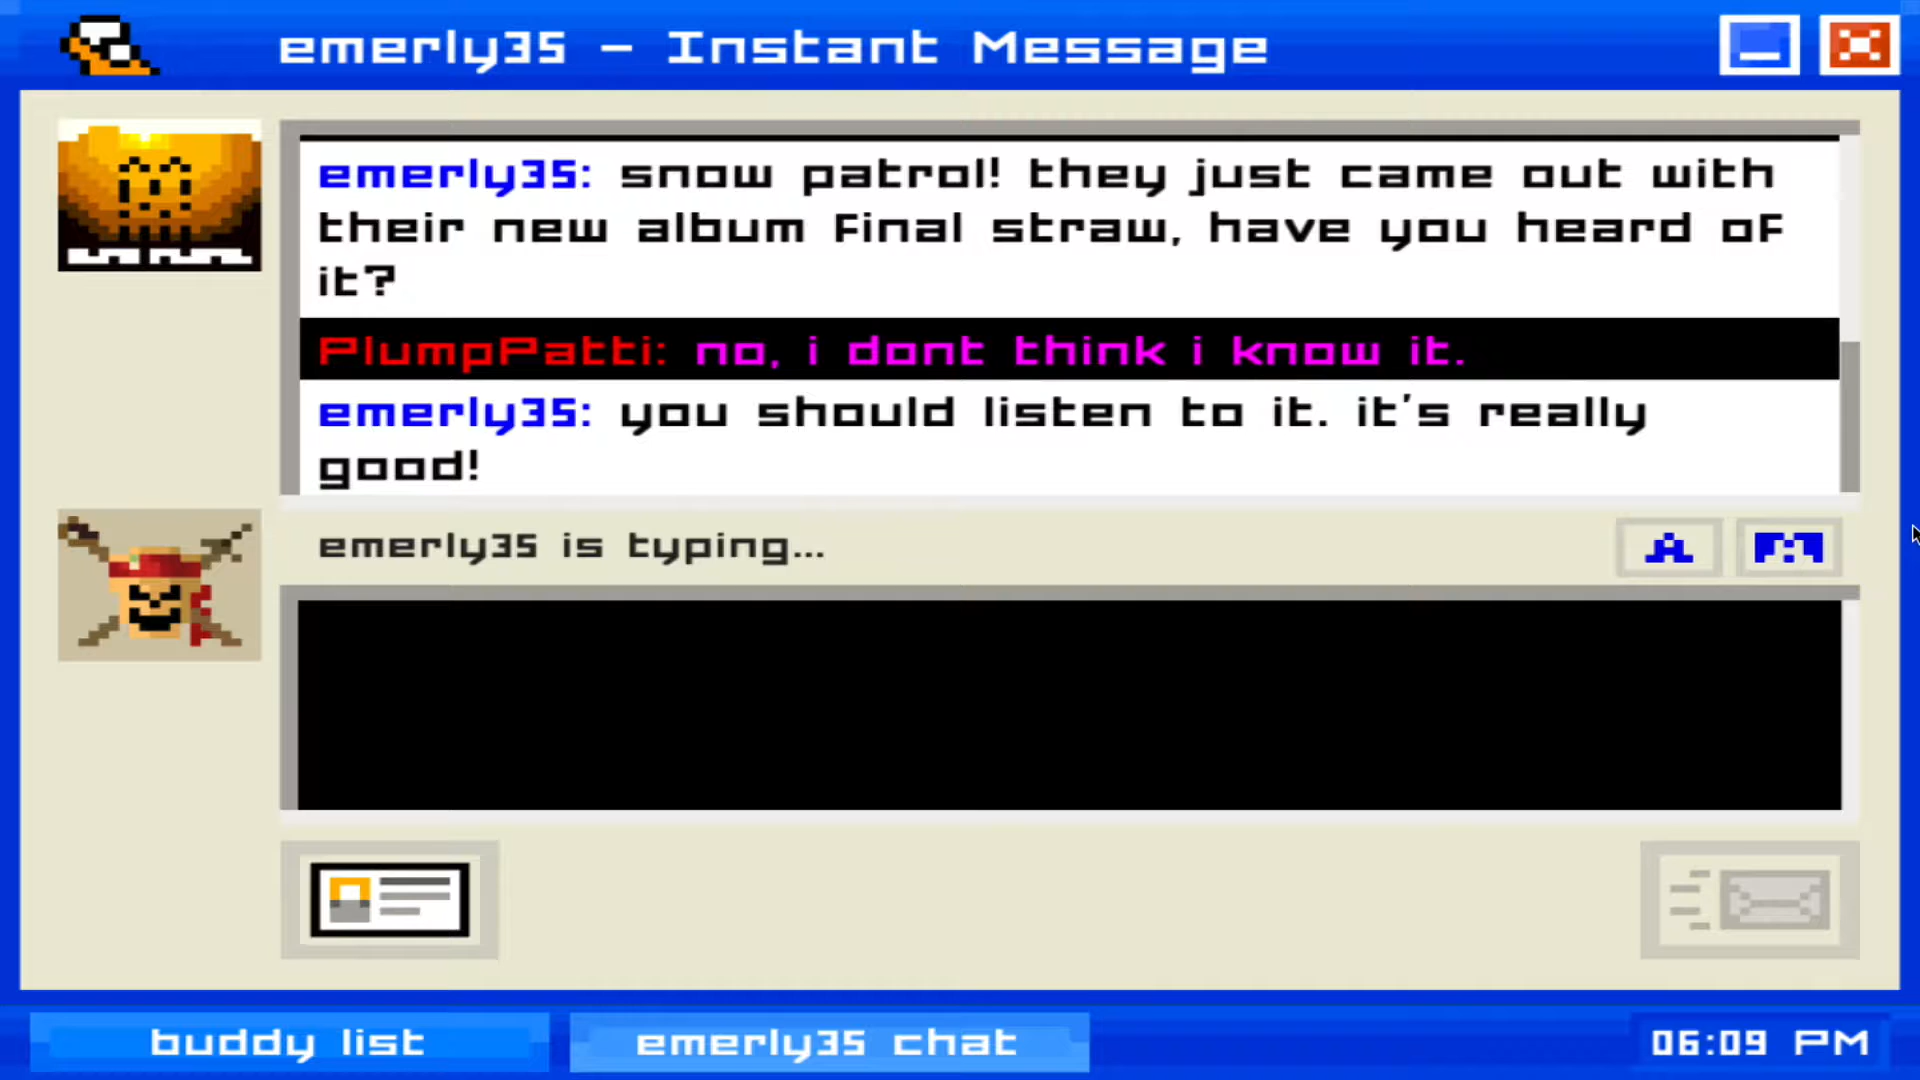 emerly35 - Instant Message
emerly35: snow patrol! they just came out with
their new album final straw, have you heard of
it?
PlumpPatti: no, i dont think i know it.
emerly35: you should listen to it. it's really
good!
emerly35 is typing...
A
buddy list
emerly35 chat
06:09 PM